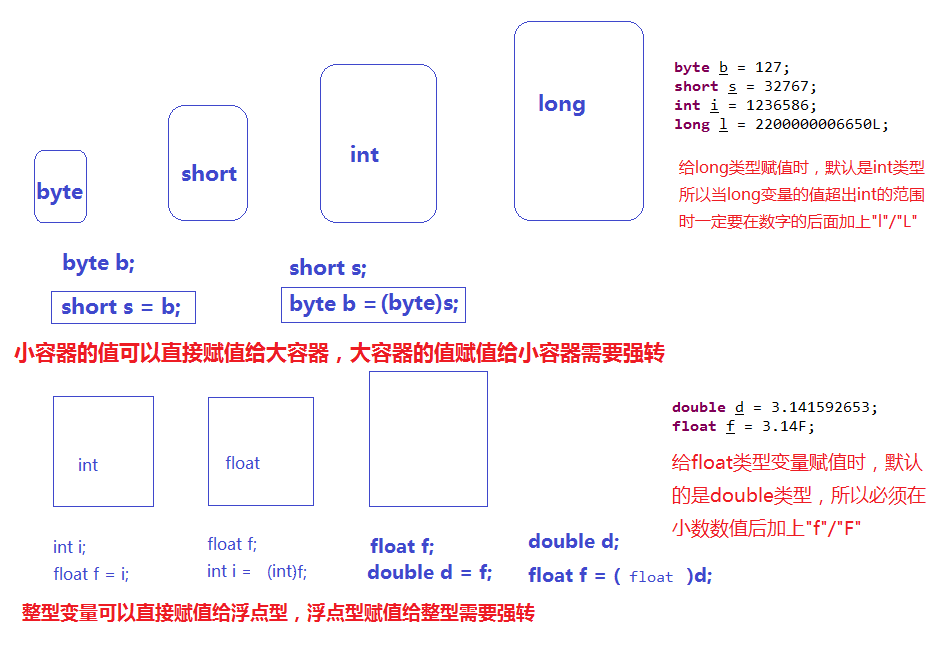 byte
short
int
long
byte b = 127;
short s = 32767;
int i = 1236586;
long l = 2200000006650L;
给long类型赋值时，默认是int类型
所以当long变量的值超出int的范围
时一定要在数字的后面加上"l"/"L"
byte b;
short s = b;
short s;
byte b =(byte)s;
小容器的值可以直接赋值给大容器，大容器的值赋值给小容器需要强转
int
float
double d = 3.141592653;
float f = 3.14F;
给float类型变量赋值时，默认
的是double类型，所以必须在
小数数值后加上"f"/"F"
int i;
float f = i;
float f;
int i = (int)f;
float f;
double d = f;
double d;
float f = ( float )d;
整型变量可以直接赋值给浮点型，浮点型赋值给整型需要强转